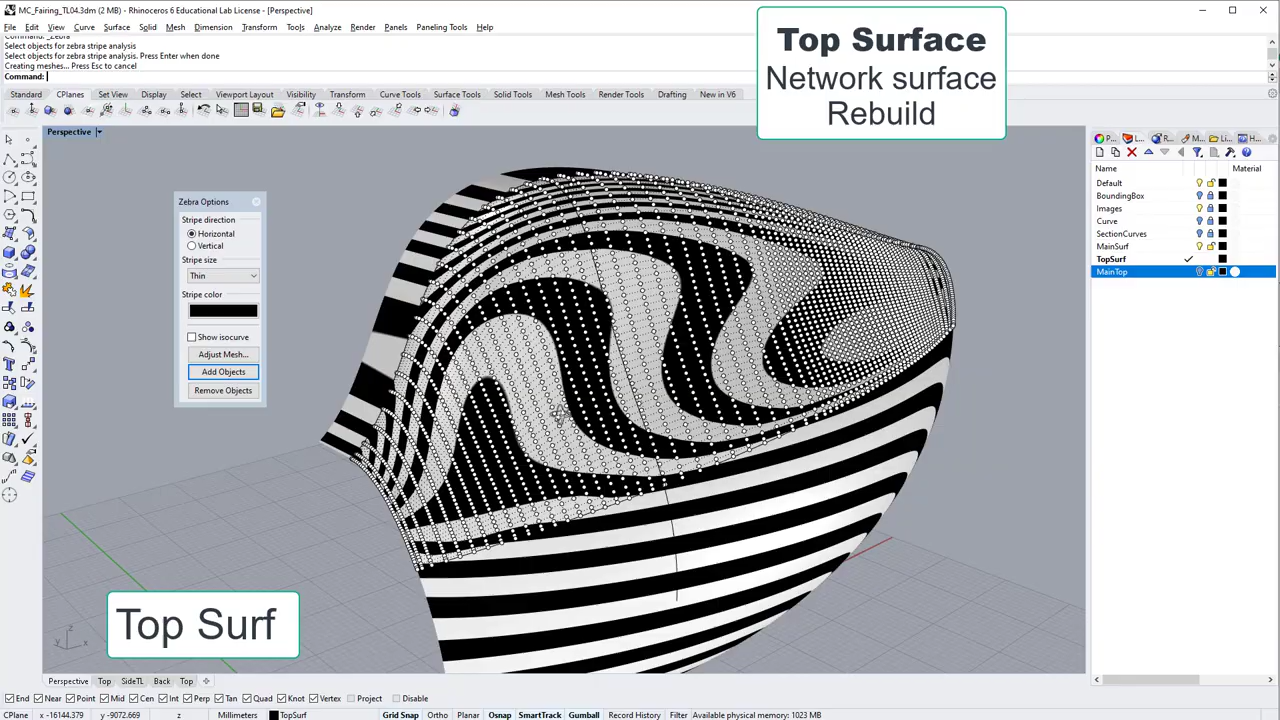 MC_Fairing_TL04.3dm (2 MB) - Rhinoceros 6 Educational Lab License - [Perspective]
File Edit View Curve Surface Solid Mesh Dimension Transform Tools Analyze Render Panels Paneling Tools Help
Select objects for zebra stripe analysis
Select objects for zebra stripe analysis. Press Enter when done
Creating meshes... Press Esc to cancel
Command:
Top Surface
Network surface
Rebuild
Standard CPlanes Set View Display Select Viewport Layout Visibility Transform Curve Tools Surface Tools Solid Tools Mesh Tools Render Tools Drafting New in V6
Perspective
Name Material
Default
BoundingBox
Images
Curve
SectionCurves
MainSurf
TopSurf
MainTop
Zebra Options
Stripe direction
Horizontal
Vertical
Stripe size
Thin
Stripe color
Show isocurve
Adjust Mesh...
Add Objects
Remove Objects
Top Surf
z
y x
Perspective Top SideTL Back Top
End Near Point Mid Cen Int Perp Tan Quad Knot Vertex Project Disable
CPlane x -16144.379 y -9072.669 z Millimeters TopSurf Grid Snap Ortho Planar Osnap SmartTrack Gumball Record History Filter Available physical memory: 1023 MB